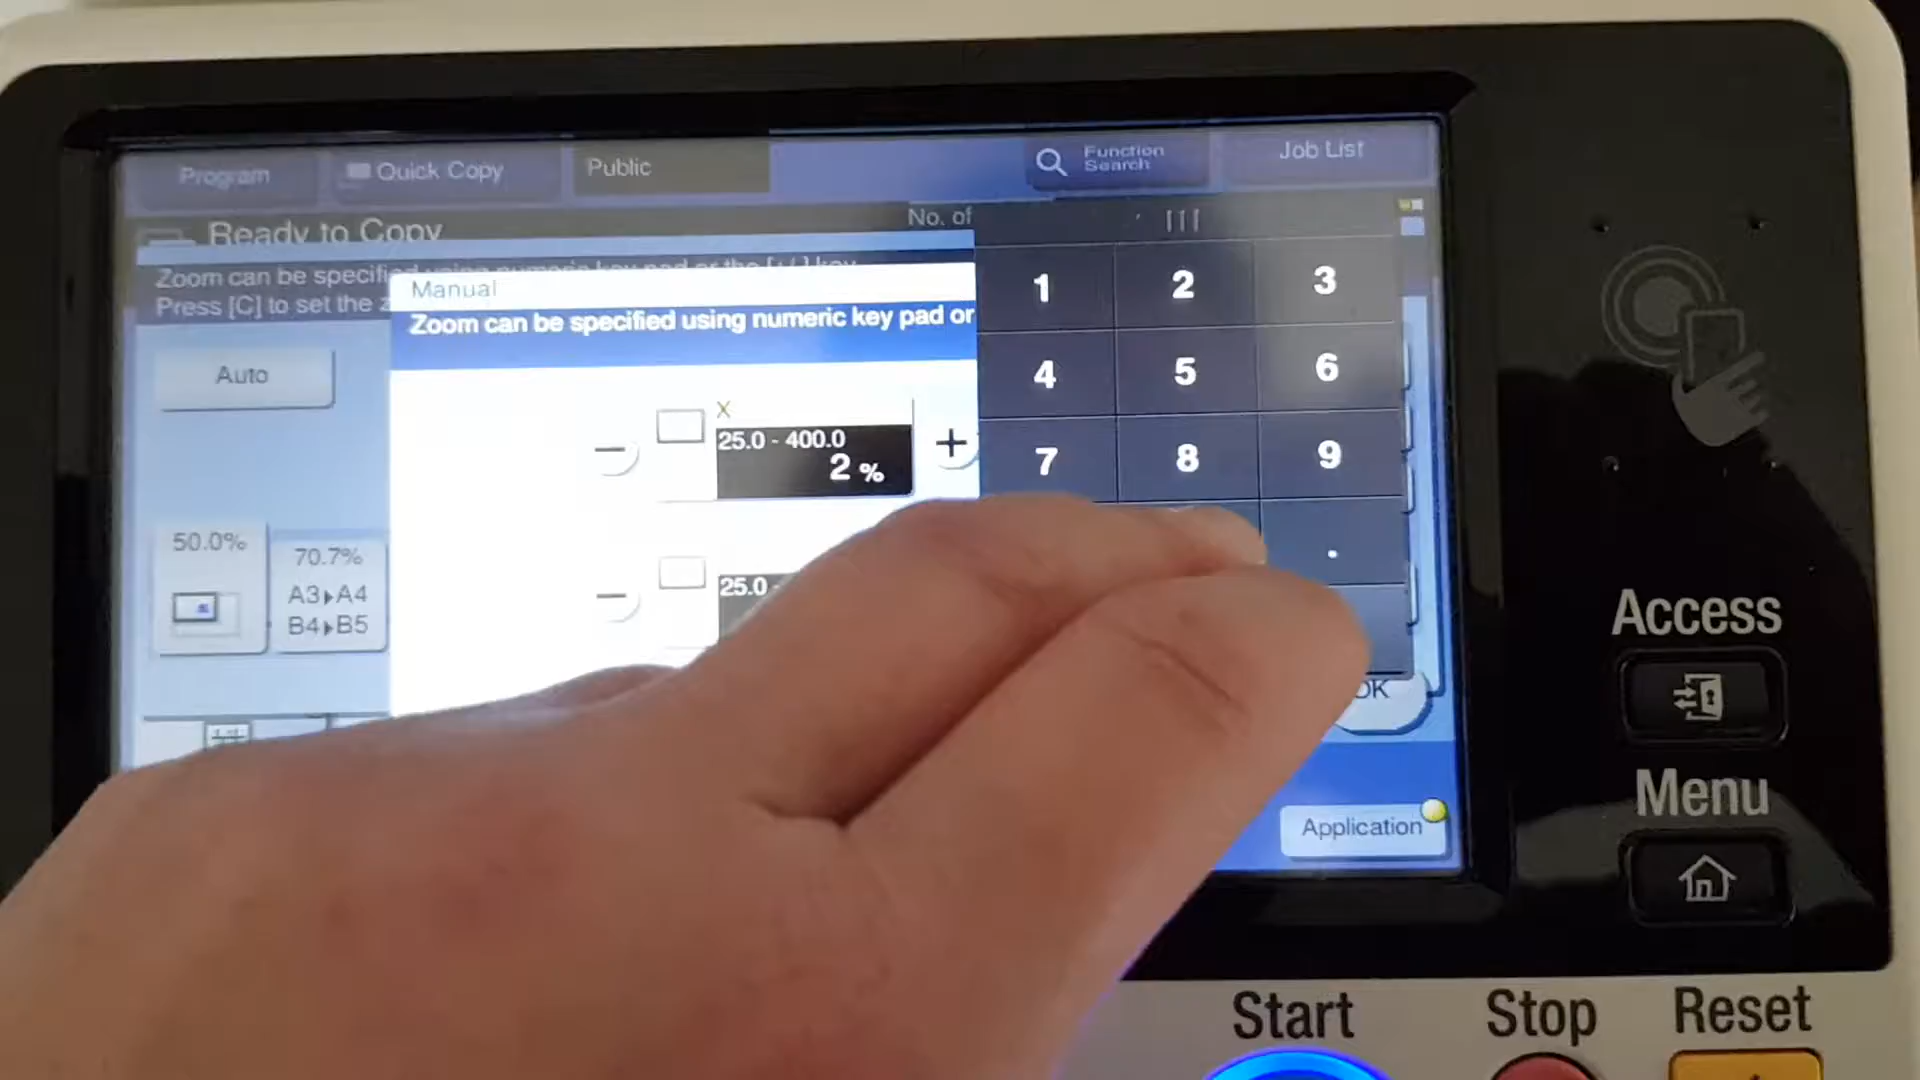 Program
Quick Copy
Public
Function
Search
Job List
Ready to Copy
No. of
Zoom can be specified using numeric key pad or the [+/-] key.
Press [C] to set the
Manual
Zoom can be specified using numeric key pad or
Auto
X
25.0 - 400.0
2 %
+
−
25.0 -
−
50.0%
70.7%
A3▸A4
B4▸B5
1 2 3
4 5 6
7 8 9
.
OK
Application
Access
Menu
Start
Stop
Reset